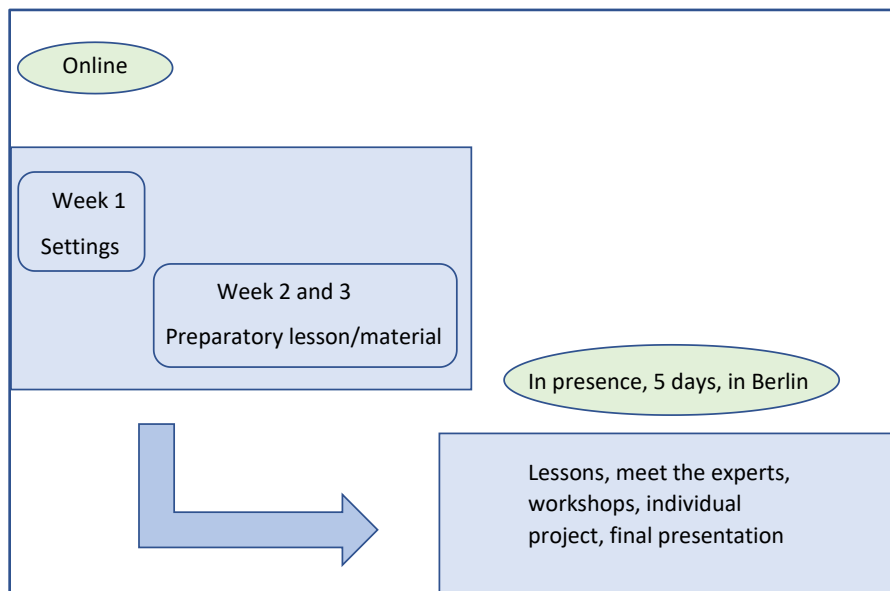 Online
Week 1
Settings
Week 2 and 3
Preparatory lesson/material
In presence, 5 days, in Berlin
Lessons, meet the experts,
workshops, individual
project, final presentation